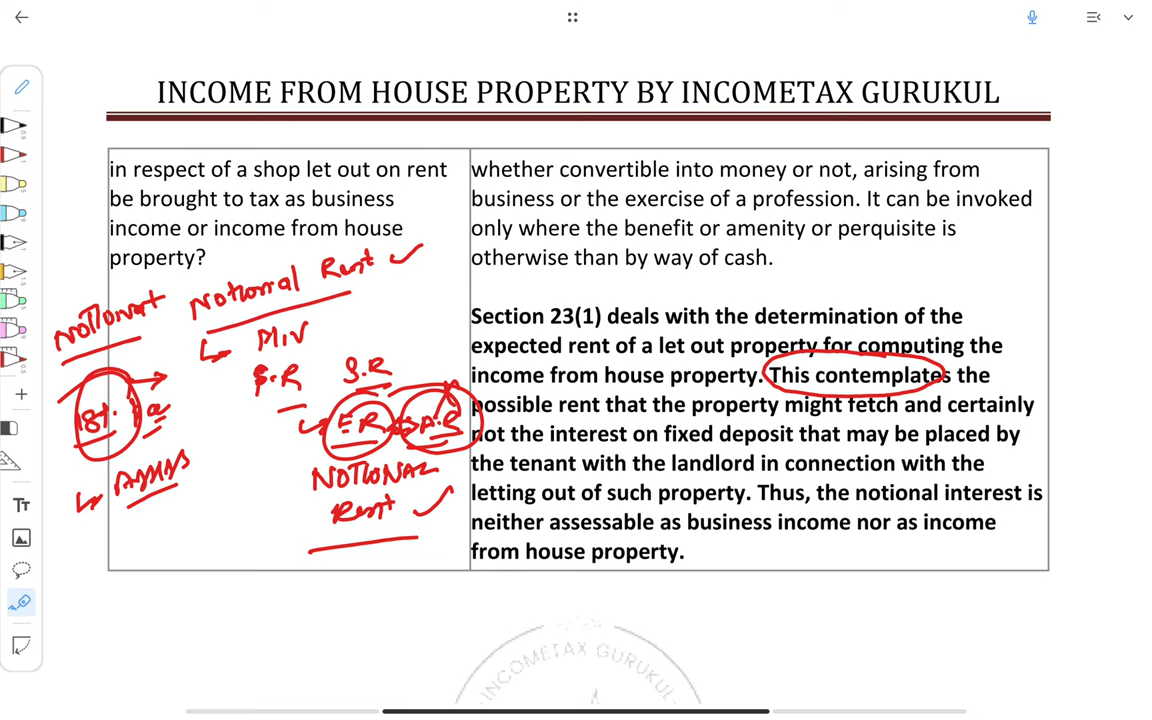 INCOME FROM HOUSE PROPERTY BY INCOMETAX GURUKUL
in respect of a shop let out on rent
be brought to tax as business
income or income from house
property?
Notional Rent
S.R
E.R
A.R
NOTIONAL
Rent
whether convertible into money or not, arising from
business or the exercise of a profession. It can be invoked
only where the benefit or amenity or perquisite is
otherwise than by way of cash.
Section 23(1) deals with the determination of the
expected rent of a let out property for computing the
income from house property. This contemplates the
possible rent that the property might fetch and certainly
not the interest on fixed deposit that may be placed by
the tenant with the landlord in connection with the
letting out of such property. Thus, the notional interest is
neither assessable as business income nor as income
from house property.
INCOMETAX GURUKUL
Tт